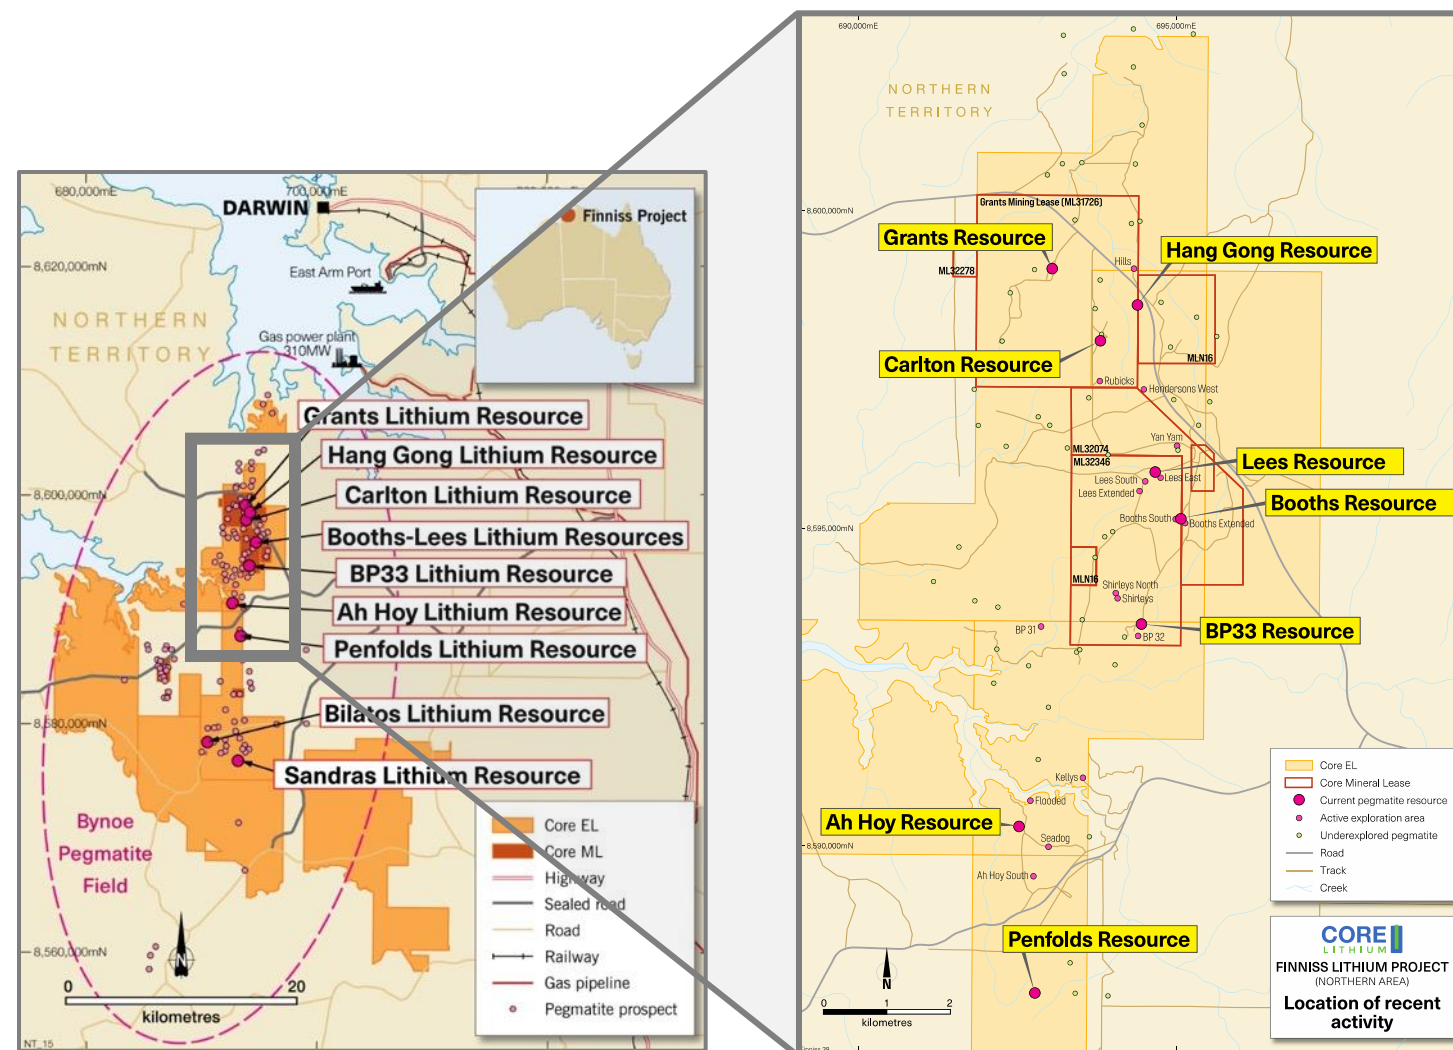 680,000mE
700,000mE
DARWIN
Finniss Project
8,620,000mN
East Arm Port
NORTHERN
TERRITORY
Gas power plant
310MW
Grants Lithium Resource
Hang Gong Lithium Resource
8,600,000mN
Carlton Lithium Resource
Booths-Lees Lithium Resources
BP33 Lithium Resource
Ah Hoy Lithium Resource
Penfolds Lithium Resource
Bilatos Lithium Resource
8,580,000mN
Sandras Lithium Resource
Bynoe
Pegmatite
Field
Core EL
Core ML
Highway
Sealed road
Road
Railway
Gas pipeline
Pegmatite prospect
8,560,000mN
N
0 20
kilometres
NT_15
690,000mE
695,000mE
NORTHERN
TERRITORY
8,600,000mN
Grants Mining Lease (ML31726)
Grants Resource
Hang Gong Resource
Hills
ML32278
Carlton Resource
MLN16
Rubicks
Hendersons West
Yan Yam
ML32074
ML32346
Lees Resource
Lees South
Lees East
Lees Extended
Booths Resource
Booths South
Booths Extended
8,595,000mN
MLN16
Shirleys North
Shirleys
BP 31
BP33 Resource
BP 32
Kellys
Flooded
Ah Hoy Resource
Seadog
8,590,000mN
Ah Hoy South
Penfolds Resource
N
0 1 2
kilometres
Core EL
Core Mineral Lease
Current pegmatite resource
Active exploration area
Underexplored pegmatite
Road
Track
Creek
CORE
LITHIUM
FINNISS LITHIUM PROJECT
(NORTHERN AREA)
Location of recent
activity